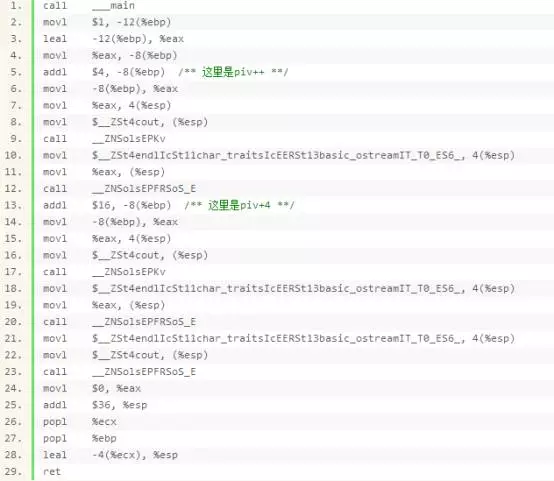 1. call ___main
2. movl $1, -12(%ebp)
3. leal -12(%ebp), %eax
4. movl %eax, -8(%ebp)
5. addl $4, -8(%ebp) /** 这里是piv++ **/
6. movl -8(%ebp), %eax
7. movl %eax, 4(%esp)
8. movl $__ZSt4cout, (%esp)
9. call __ZNSolsEPKv
10. movl $__ZSt4endlIcSt11char_traitsIcEERSt13basic_ostreamIT_T0_ES6_, 4(%esp)
11. movl %eax, (%esp)
12. call __ZNSolsEPFRSoS_E
13. addl $16, -8(%ebp) /** 这里是piv+4 **/
14. movl -8(%ebp), %eax
15. movl %eax, 4(%esp)
16. movl $__ZSt4cout, (%esp)
17. call __ZNSolsEPKv
18. movl $__ZSt4endlIcSt11char_traitsIcEERSt13basic_ostreamIT_T0_ES6_, 4(%esp)
19. movl %eax, (%esp)
20. call __ZNSolsEPFRSoS_E
21. movl $__ZSt4endlIcSt11char_traitsIcEERSt13basic_ostreamIT_T0_ES6_, 4(%esp)
22. movl $__ZSt4cout, (%esp)
23. call __ZNSolsEPFRSoS_E
24. movl $0, %eax
25. addl $36, %esp
26. popl %ecx
27. popl %ebp
28. leal -4(%ecx), %esp
29. ret